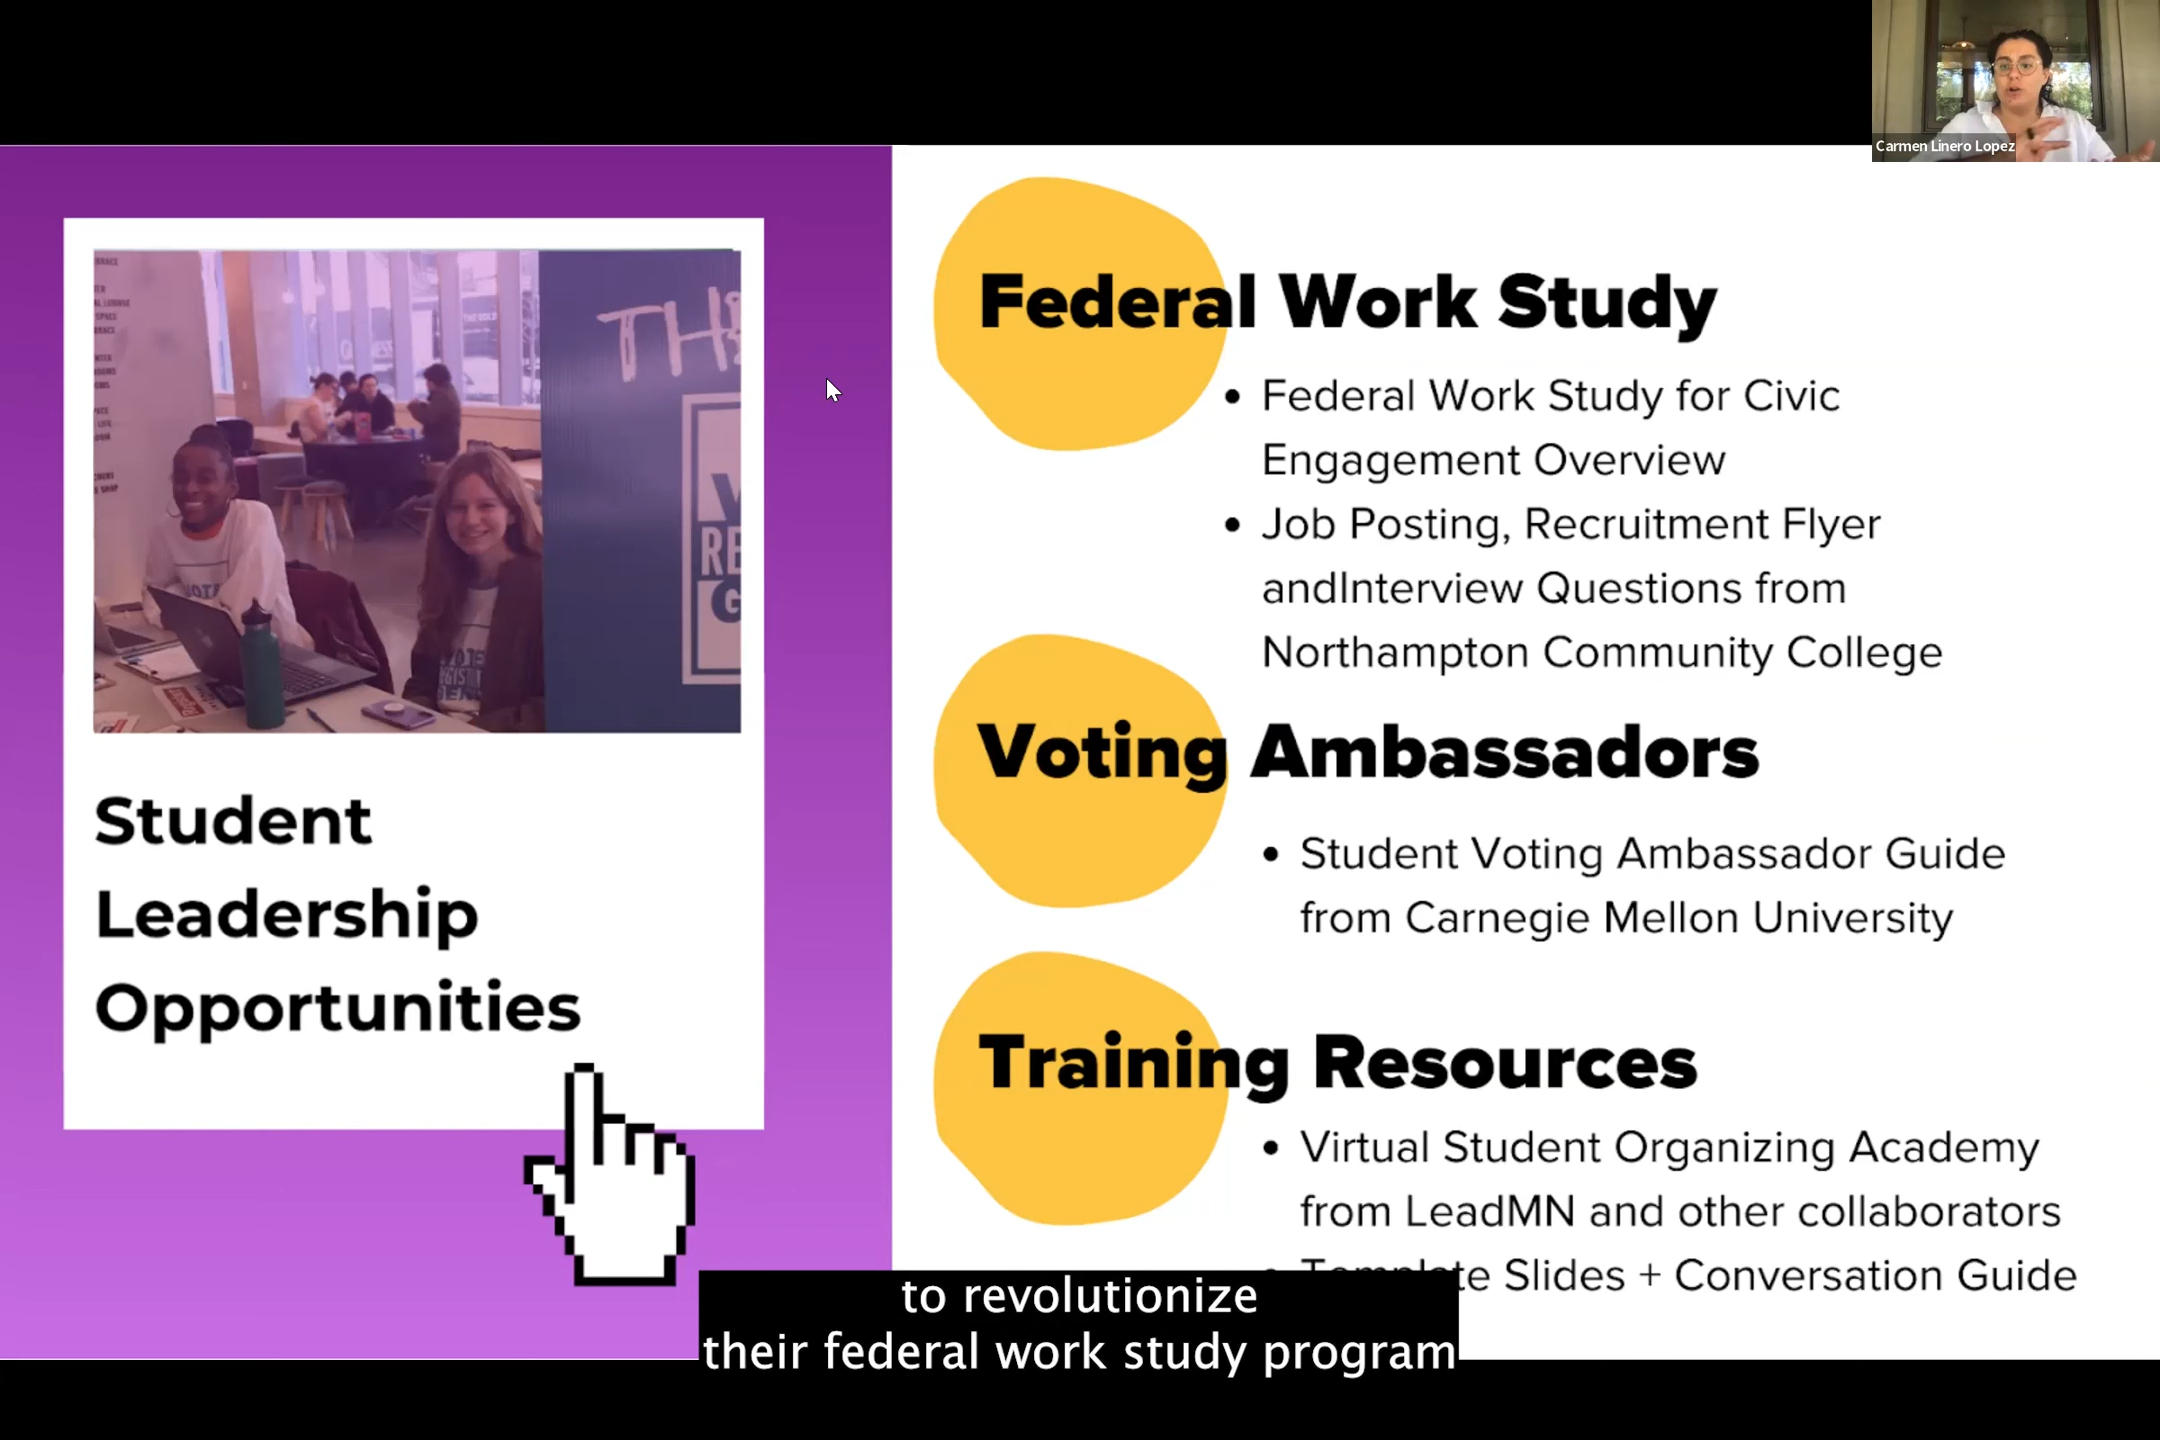 Carmen Linero Lopez
TH
RE
G
Student
Leadership
Opportunities
Federal Work Study
• Federal Work Study for Civic
Engagement Overview
• Job Posting, Recruitment Flyer
andInterview Questions from
Northampton Community College
Voting Ambassadors
• Student Voting Ambassador Guide
from Carnegie Mellon University
Training Resources
• Virtual Student Organizing Academy
from LeadMN and other collaborators
• Template Slides + Conversation Guide
to revolutionize
their federal work study program